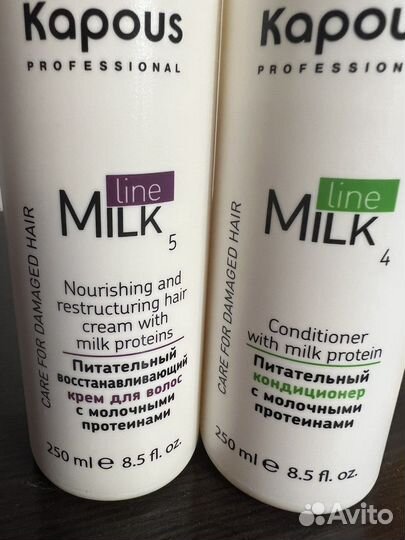 Kapous
PROFESSIONAL
line
MILK
5
Nourishing and
restructuring hair
cream with
milk proteins
Питательный
восстанавливающий
крем для волос
с молочными
протеинами
250 ml e 8.5 fl. oz.
CARE FOR DAMAGED HAIR
Kapou
PROFESSIONAL
line
MILK
4
Conditioner
with milk protein
Питательный
кондиционер
с молочными
протеинами
250 ml e 8.5 fl. oz.
CARE FOR DAMAGED HAIR
Avito